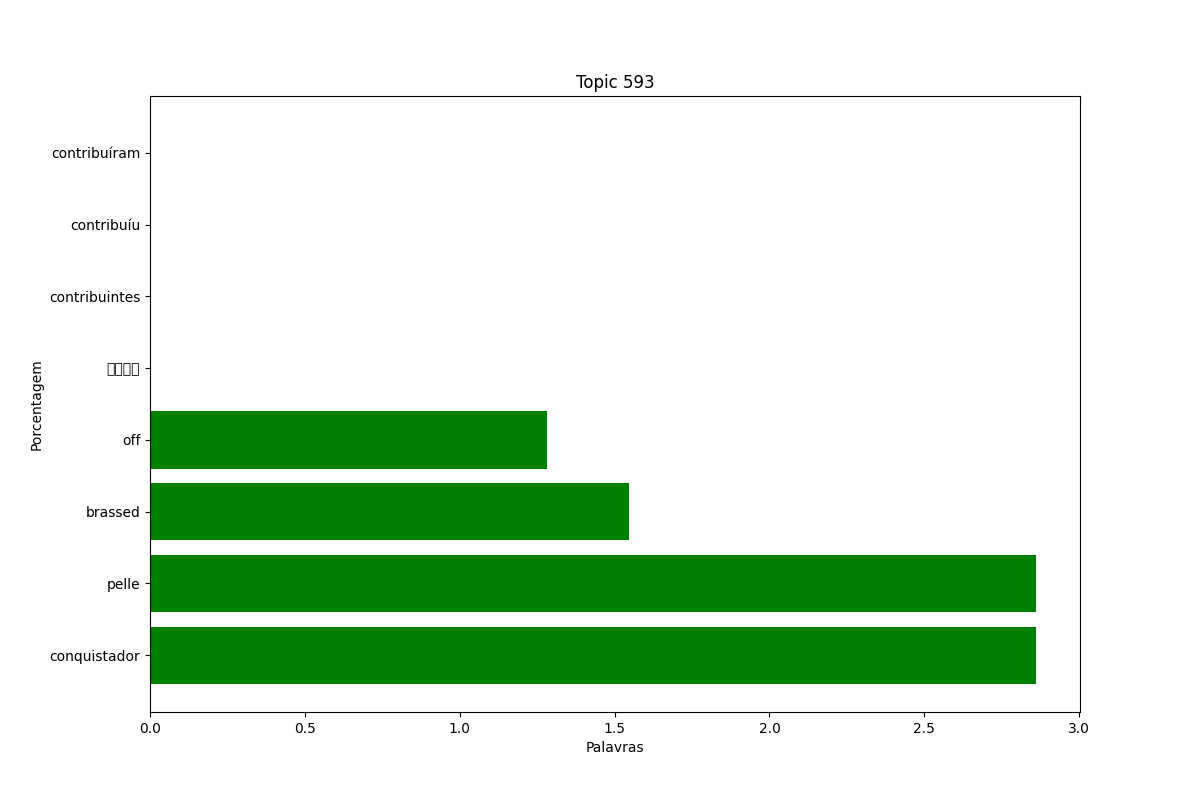 Topic 593
contribuíram
contribuíu
contribuintes
off
brassed
pelle
conquistador
Porcentagem
0.0 0.5 1.0 1.5 2.0 2.5 3.0
Palavras